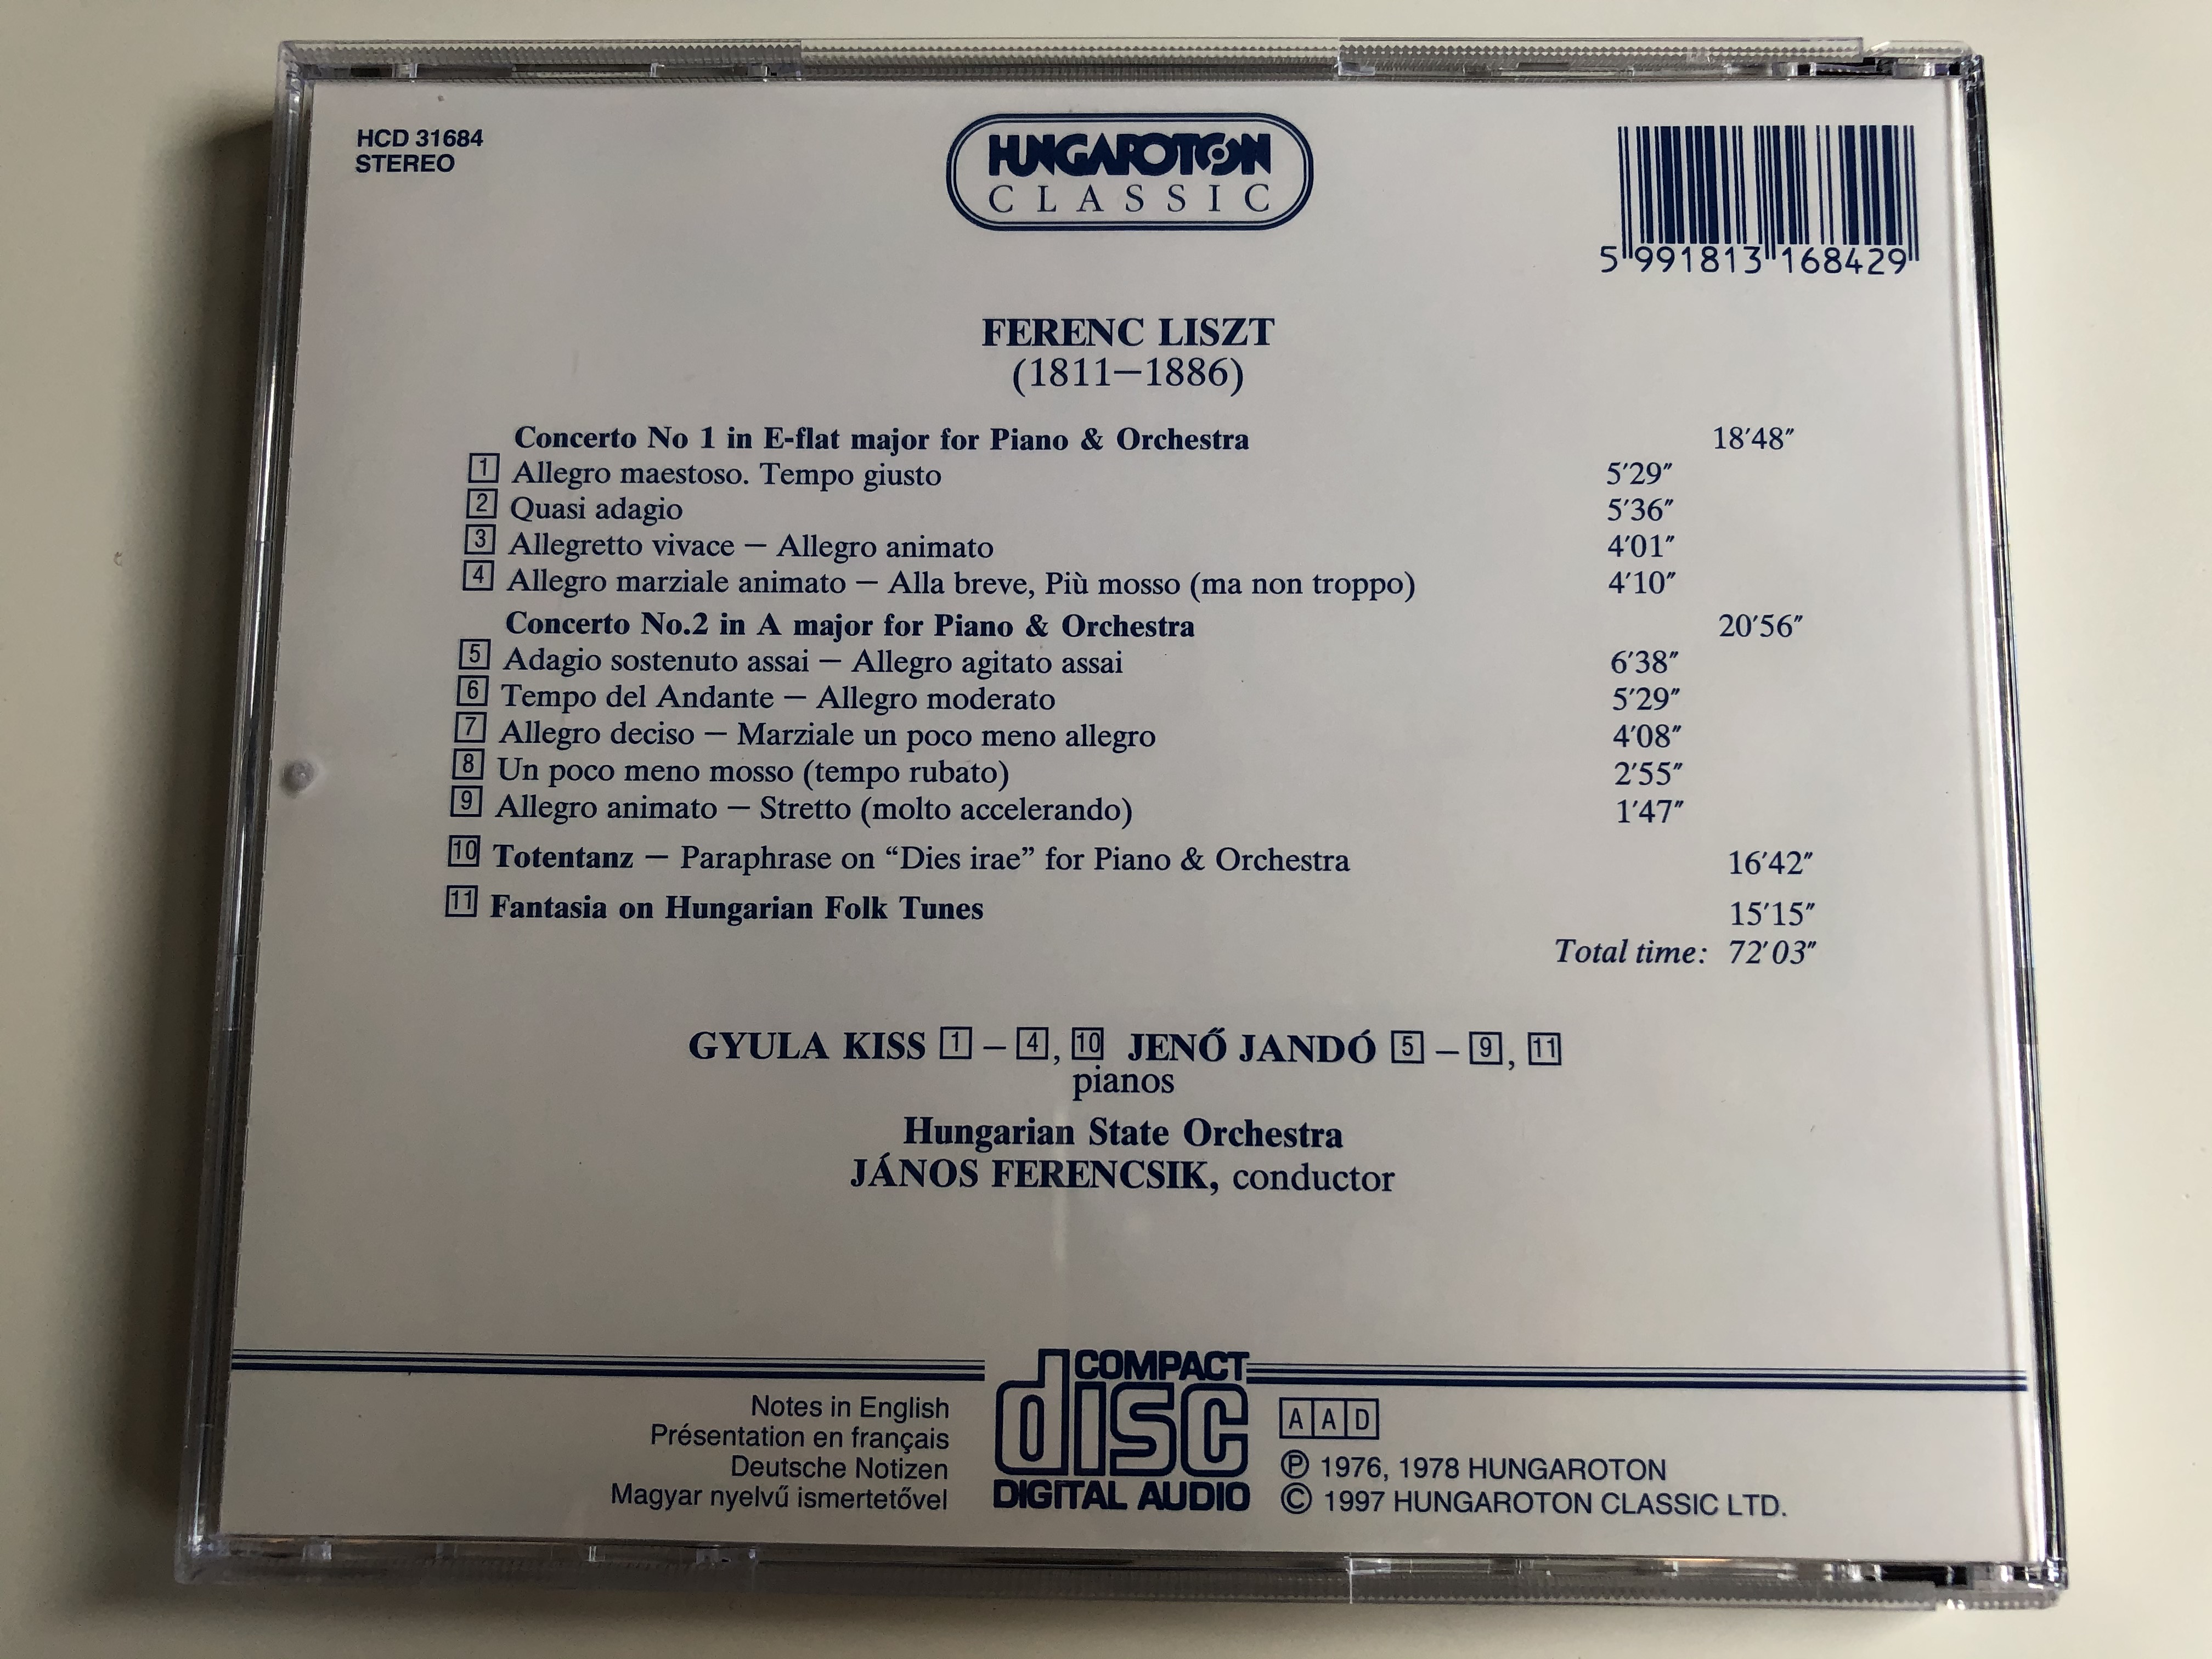 HCD 31684
STEREO
HUNGAROTON
CLASSIC
5 991813 168429
FERENC LISZT
(1811–1886)
Concerto No 1 in E-flat major for Piano & Orchestra 18′48″
1 Allegro maestoso. Tempo giusto 5′29″
2 Quasi adagio 5′36″
3 Allegretto vivace – Allegro animato 4′01″
4 Allegro marziale animato – Alla breve, Più mosso (ma non troppo) 4′10″
Concerto No.2 in A major for Piano & Orchestra 20′56″
5 Adagio sostenuto assai – Allegro agitato assai 6′38″
6 Tempo del Andante – Allegro moderato 5′29″
7 Allegro deciso – Marziale un poco meno allegro 4′08″
8 Un poco meno mosso (tempo rubato) 2′55″
9 Allegro animato – Stretto (molto accelerando) 1′47″
10 Totentanz – Paraphrase on “Dies irae” for Piano & Orchestra 16′42″
11 Fantasia on Hungarian Folk Tunes 15′15″
Total time: 72′03″
GYULA KISS 1 – 4, 10 JENŐ JANDÓ 5 – 9, 11
pianos
Hungarian State Orchestra
JÁNOS FERENCSIK, conductor
Notes in English
Présentation en français
Deutsche Notizen
Magyar nyelvű ismertetővel
COMPACT
disc
DIGITAL AUDIO
AAD
Ⓟ 1976, 1978 HUNGAROTON
© 1997 HUNGAROTON CLASSIC LTD.